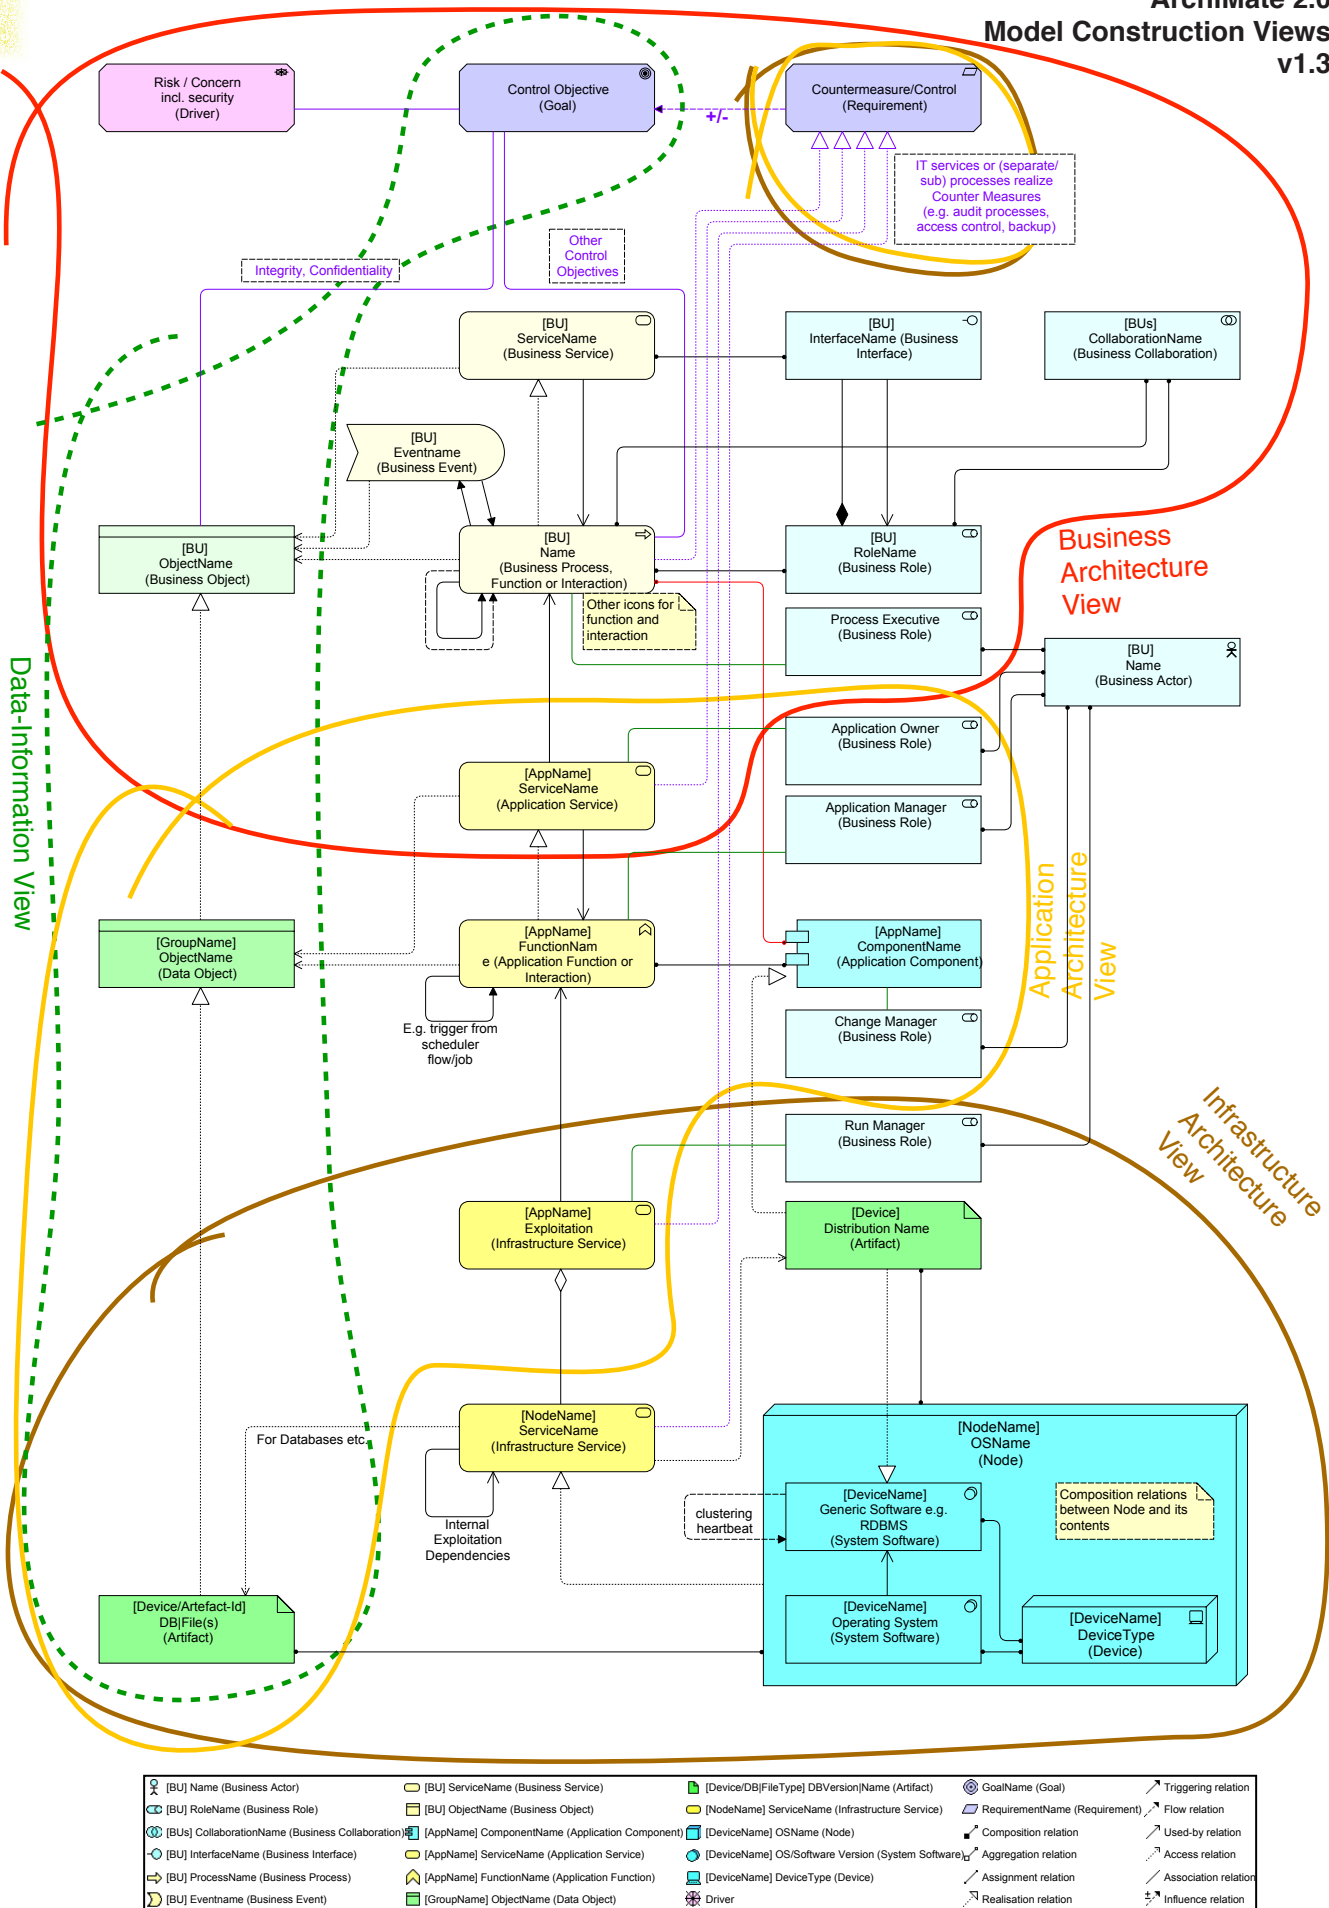 ArchiMate 2.0
Model Construction Views
v1.3
Risk / Concern
incl. security
(Driver)
Control Objective
(Goal)
+/-
Countermeasure/Control
(Requirement)
IT services or (separate/
sub) processes realize
Counter Measures
(e.g. audit processes,
access control, backup)
Integrity, Confidentiality
Other
Control
Objectives
[BU]
ServiceName
(Business Service)
[BU]
InterfaceName (Business
Interface)
[BUs]
CollaborationName
(Business Collaboration)
[BU]
Eventname
(Business Event)
[BU]
ObjectName
(Business Object)
[BU]
Name
(Business Process,
Function or Interaction)
[BU]
RoleName
(Business Role)
Business
Architecture
View
Other icons for
function and
interaction
Process Executive
(Business Role)
[BU]
Name
(Business Actor)
Data-Information View
Application Owner
(Business Role)
[AppName]
ServiceName
(Application Service)
Application Manager
(Business Role)
Application
Architecture
View
[GroupName]
ObjectName
(Data Object)
[AppName]
FunctionNam
e (Application Function or
Interaction)
[AppName]
ComponentName
(Application Component)
E.g. trigger from
scheduler
flow/job
Change Manager
(Business Role)
Infrastructure
Architecture
View
Run Manager
(Business Role)
[AppName]
Exploitation
(Infrastructure Service)
[Device]
Distribution Name
(Artifact)
For Databases etc.
[NodeName]
ServiceName
(Infrastructure Service)
Internal
Exploitation
Dependencies
[NodeName]
OSName
(Node)
clustering
heartbeat
[DeviceName]
Generic Software e.g.
RDBMS
(System Software)
Composition relations
between Node and its
contents
[Device/Artefact-Id]
DB|File(s)
(Artifact)
[DeviceName]
Operating System
(System Software)
[DeviceName]
DeviceType
(Device)
[BU] Name (Business Actor)
[BU] RoleName (Business Role)
[BUs] CollaborationName (Business Collaboration)
[BU] InterfaceName (Business Interface)
[BU] ProcessName (Business Process)
[BU] Eventname (Business Event)
[BU] ServiceName (Business Service)
[BU] ObjectName (Business Object)
[AppName] ComponentName (Application Component)
[AppName] ServiceName (Application Service)
[AppName] FunctionName (Application Function)
[GroupName] ObjectName (Data Object)
[Device/DB|FileType] DBVersion|Name (Artifact)
[NodeName] ServiceName (Infrastructure Service)
[DeviceName] OSName (Node)
[DeviceName] OS/Software Version (System Software)
[DeviceName] DeviceType (Device)
Driver
GoalName (Goal)
RequirementName (Requirement)
Composition relation
Aggregation relation
Assignment relation
Realisation relation
Triggering relation
Flow relation
Used-by relation
Access relation
Association relation
Influence relation